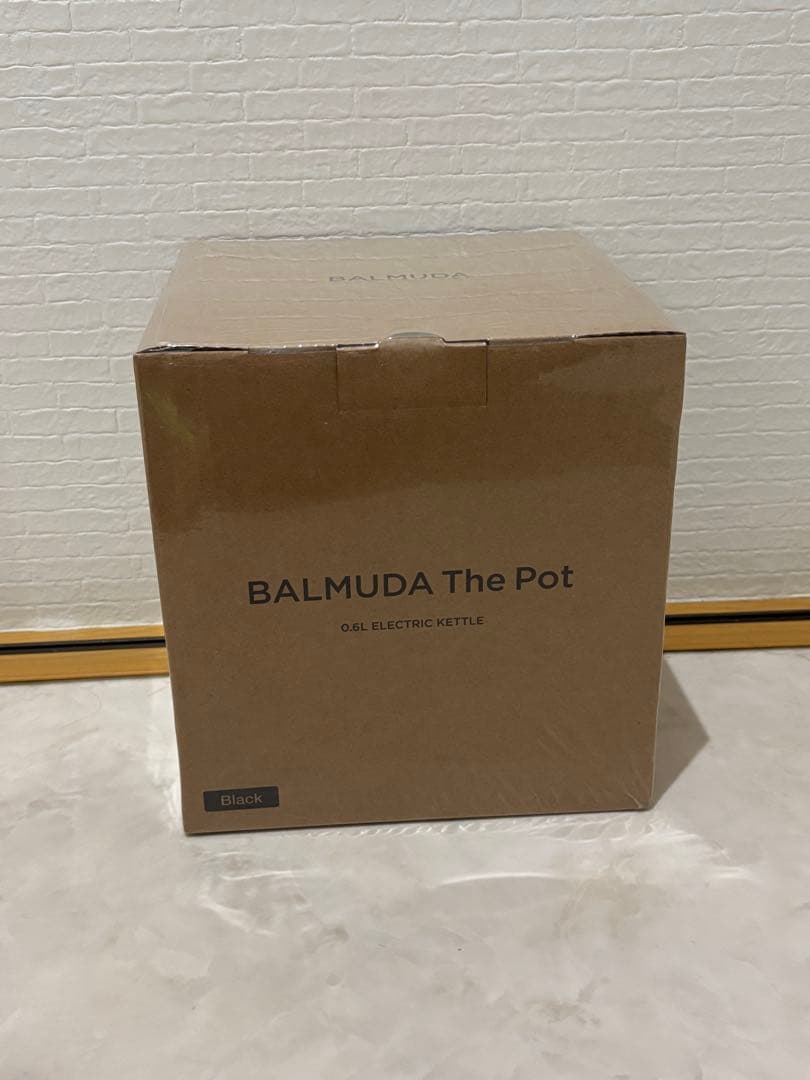 BALMUDA
BALMUDA The Pot
0.6L ELECTRIC KETTLE
Black